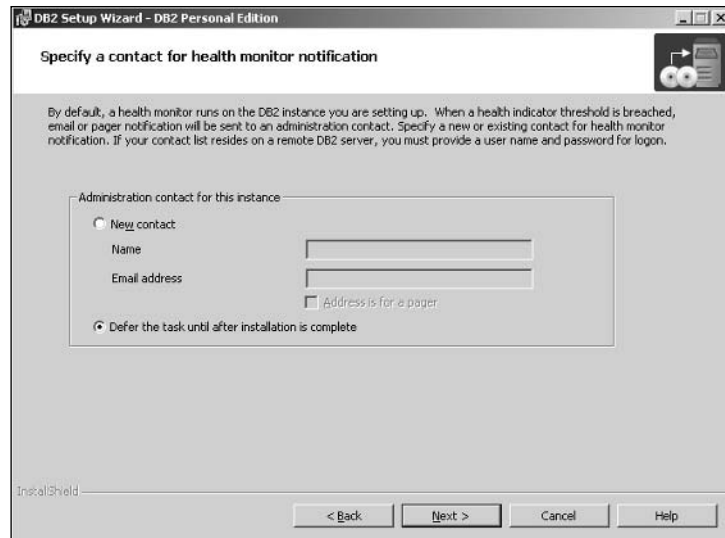 DB2 Setup Wizard - DB2 Personal Edition
Specify a contact for health monitor notification
By default, a health monitor runs on the DB2 instance you are setting up. When a health indicator threshold is breached,
email or pager notification will be sent to an administration contact. Specify a new or existing contact for health monitor
notification. If your contact list resides on a remote DB2 server, you must provide a user name and password for logon.
Administration contact for this instance
New contact
Name
Email address
Address is for a pager
Defer the task until after installation is complete
InstallShield
< Back
Next >
Cancel
Help